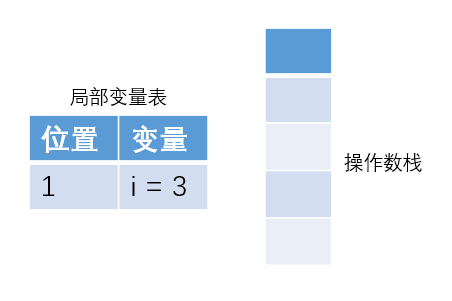 局部变量表
位置 变量
1 i = 3
操作数栈